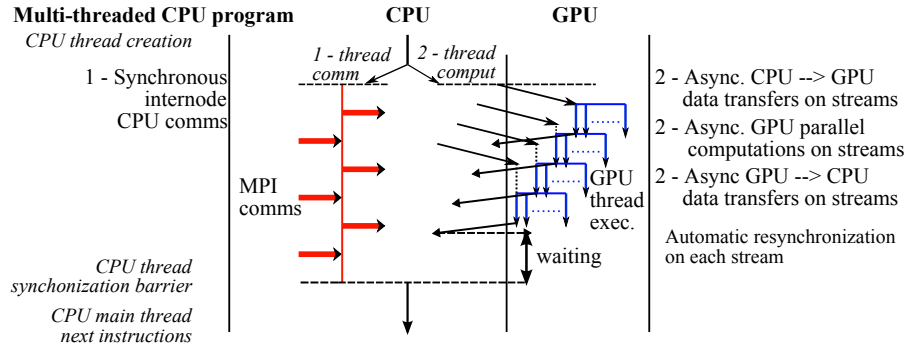 Multi-threaded CPU program
CPU
GPU
CPU thread creation
1 - thread
comm
2 - thread
comput
1 - Synchronous
internode
CPU comms
2 - Async. CPU --> GPU
data transfers on streams
2 - Async. GPU parallel
computations on streams
2 - Async GPU --> CPU
data transfers on streams
MPI
comms
GPU
thread
exec.
Automatic resynchronization
on each stream
waiting
CPU thread
synchonization barrier
CPU main thread
next instructions